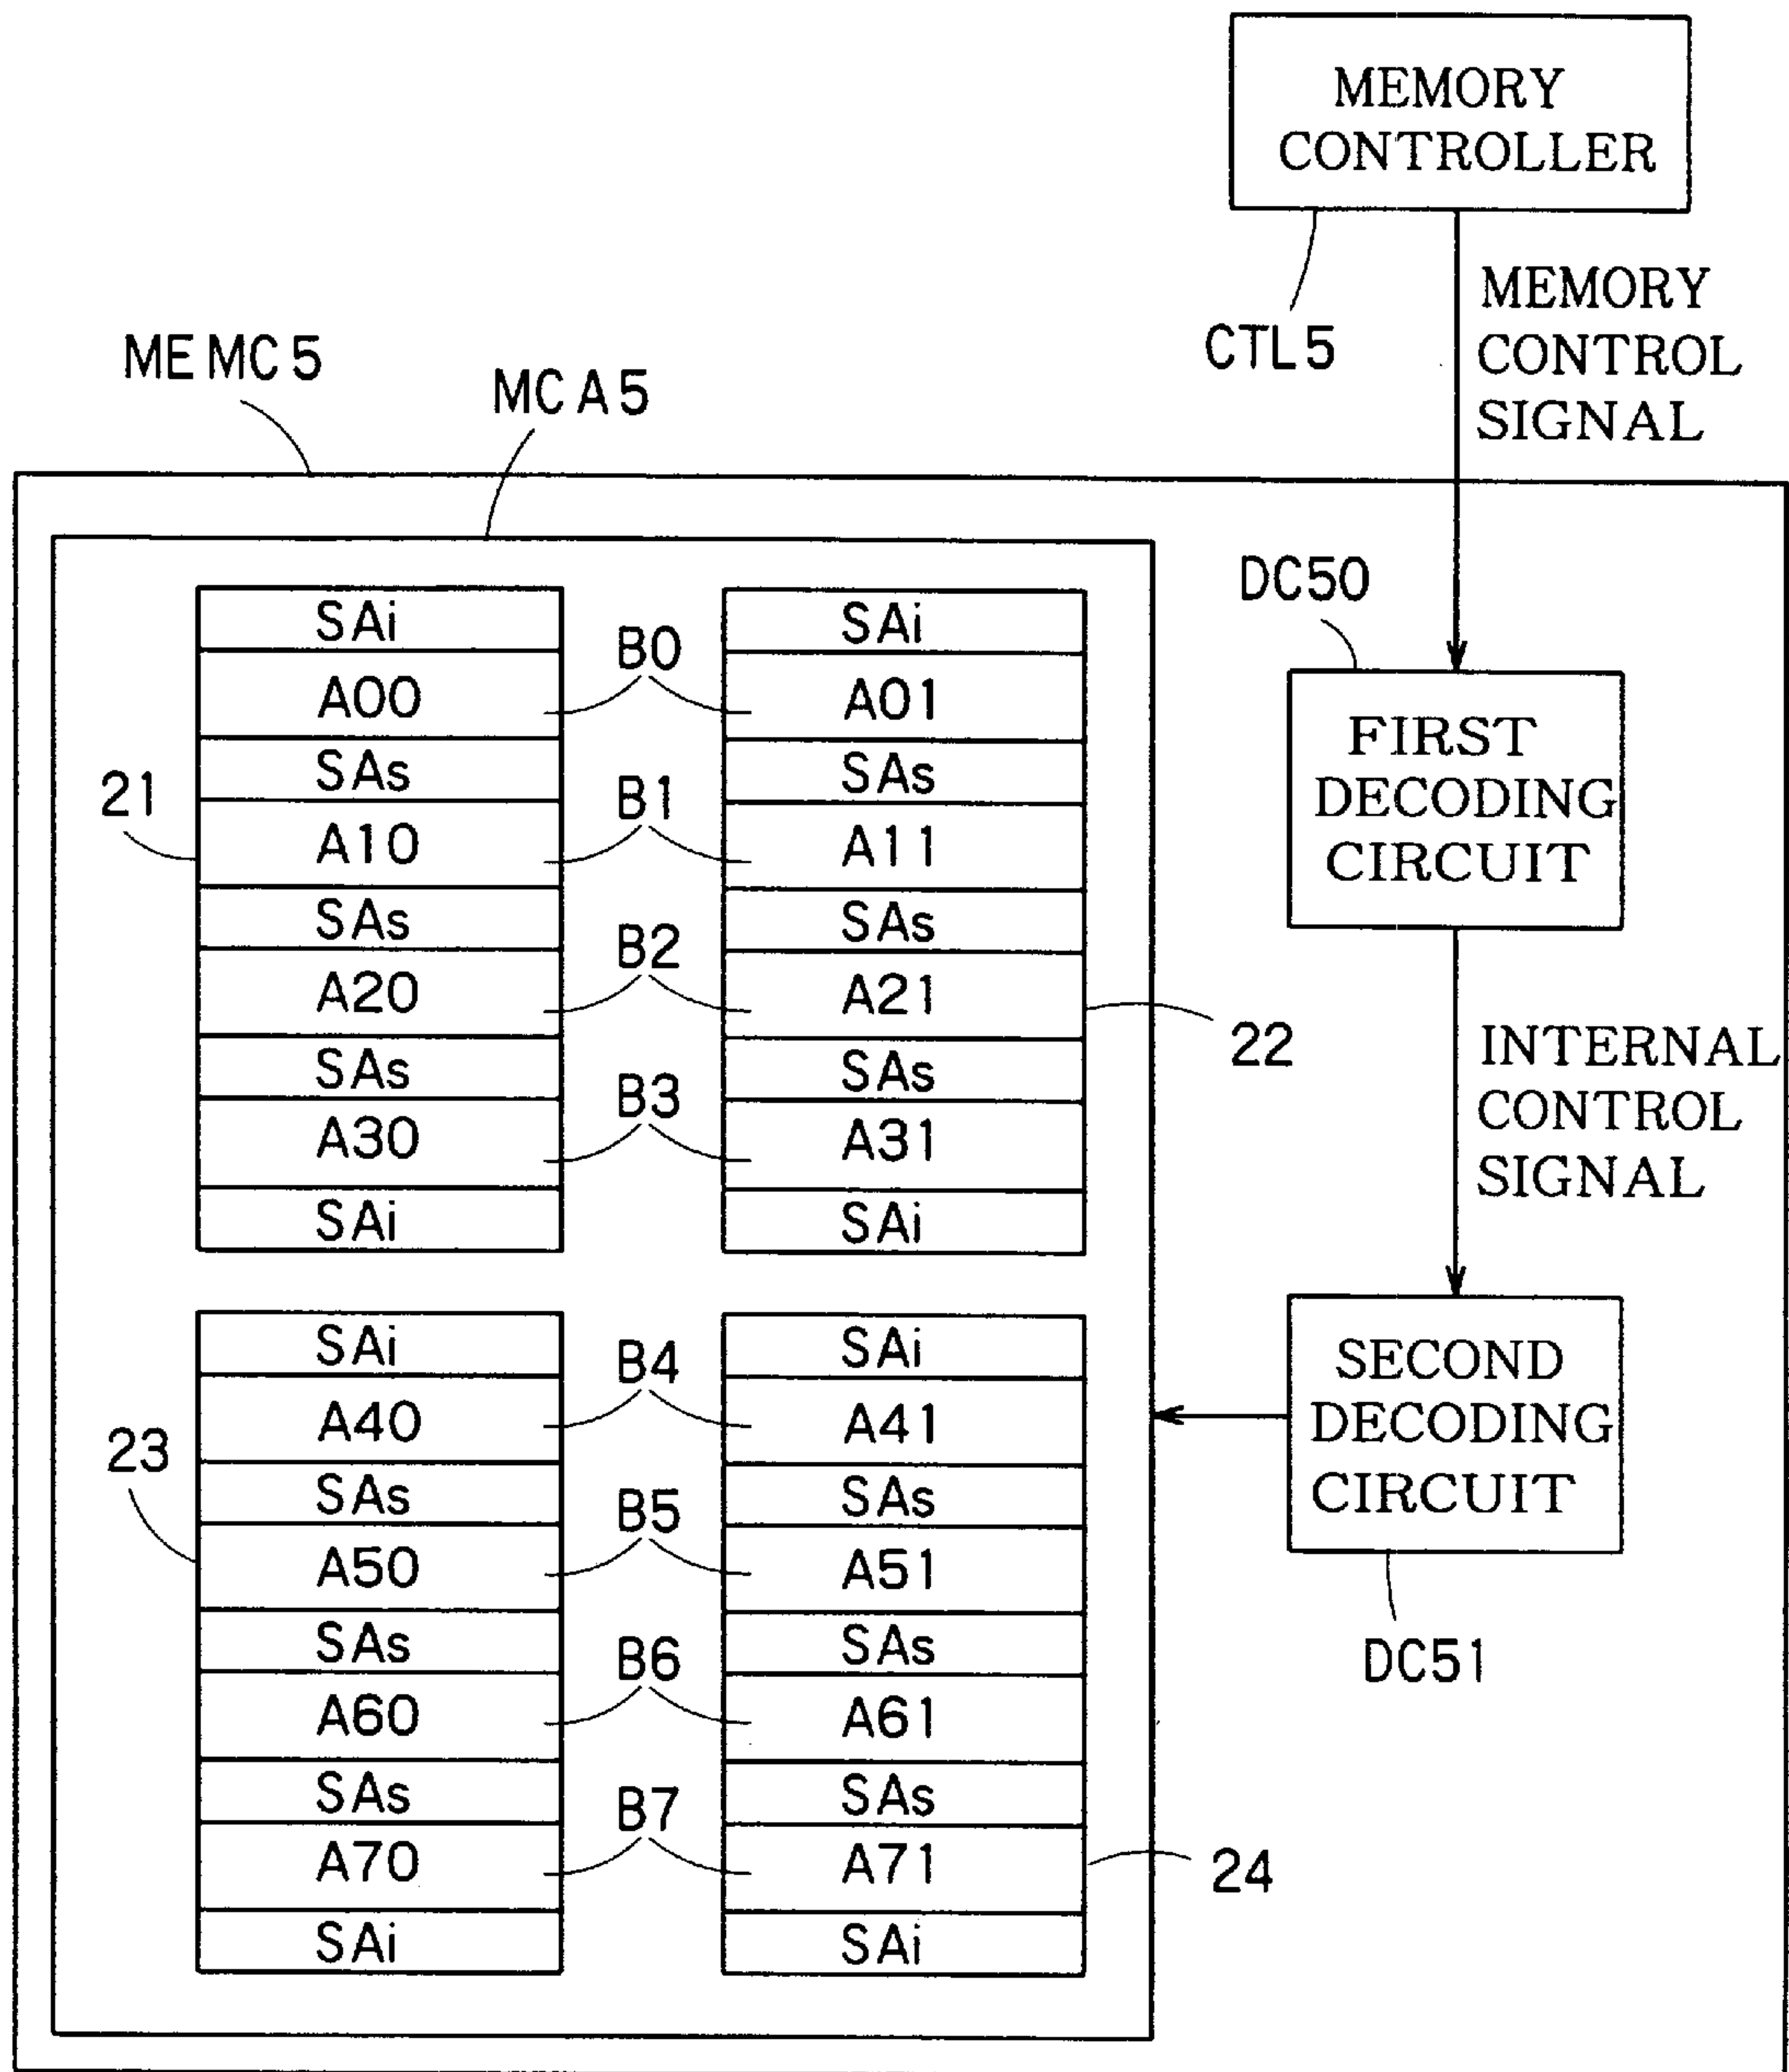 MEMORY
CONTROLLER
CTL5
MEMORY
CONTROL
SIGNAL
MEMC5
MCA5
DC50
FIRST
DECODING
CIRCUIT
INTERNAL
CONTROL
SIGNAL
SECOND
DECODING
CIRCUIT
DC51
21
SAi
A00
SAs
A10
SAs
A20
SAs
A30
SAi
B0
B1
B2
B3
22
SAi
A01
SAs
A11
SAs
A21
SAs
A31
SAi
23
SAi
A40
SAs
A50
SAs
A60
SAs
A70
SAi
B4
B5
B6
B7
24
SAi
A41
SAs
A51
SAs
A61
SAs
A71
SAi